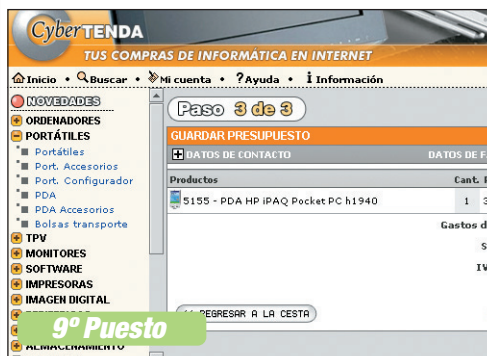 CyberTENDA
TUS COMPRAS DE INFORMÁTICA EN INTERNET
Inicio • Buscar • Mi cuenta • ?Ayuda • i Información
NOVEDADES
ORDENADORES
PORTÁTILES
Portátiles
Port. Accesorios
Port. Configurador
PDA
PDA Accesorios
Bolsas transporte
TPV
MONITORES
SOFTWARE
IMPRESORAS
IMAGEN DIGITAL
ALMACENAMIENTO
9º Puesto
Paso 3 de 3
GUARDAR PRESUPUESTO
DATOS DE CONTACTO DATOS DE
Productos Cant.
5155 - PDA HP iPAQ Pocket PC h1940 1
Gastos d
S
IV
<< REGRESAR A LA CESTA